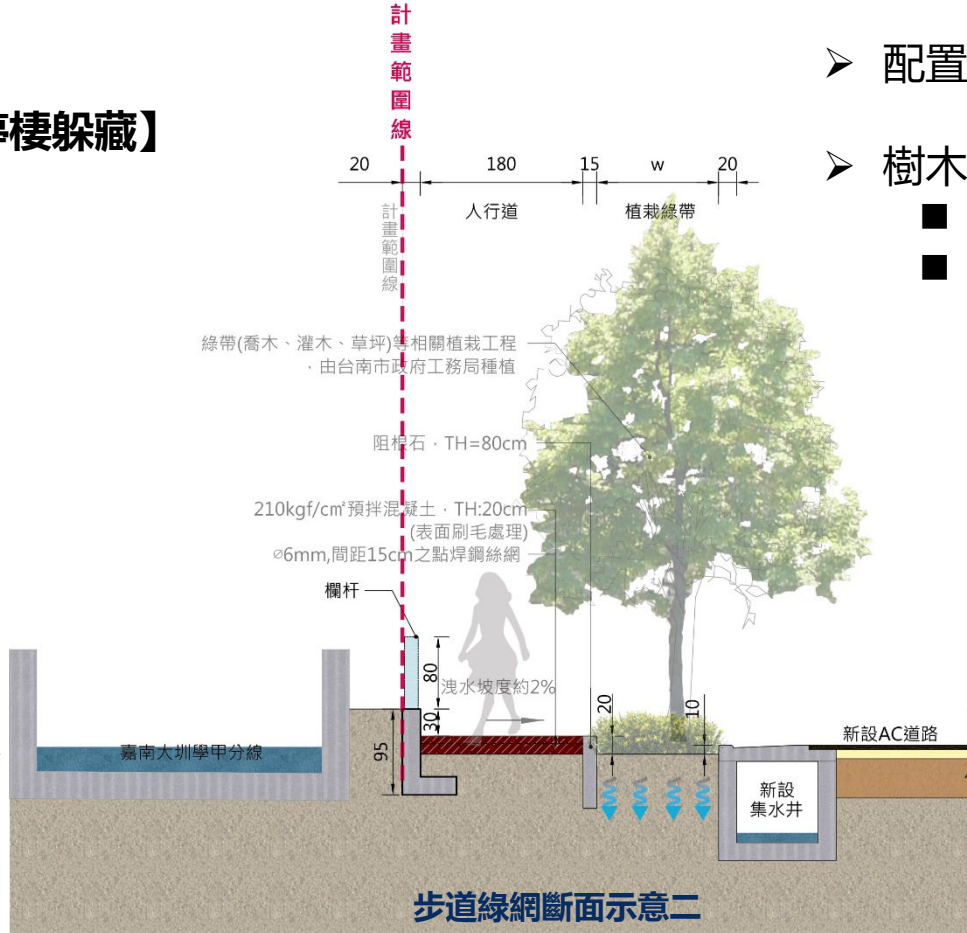 計畫範圍線
棲躲藏】
➢ 配置
➢ 樹木
20 180 15 w 20
計畫範圍線
人行道
植栽綠帶
綠帶(喬木、灌木、草坪)等相關植栽工程
，由台南市政府工務局種植
阻根石，TH=80cm
210kgf/cm²預拌混凝土，TH:20cm
(表面刷毛處理)
⌀6mm,間距15cm之點焊鋼絲網
欄杆
80
洩水坡度約2%
30
95
20
10
嘉南大圳學甲分線
新設AC道路
新設
集水井
步道綠網斷面示意二